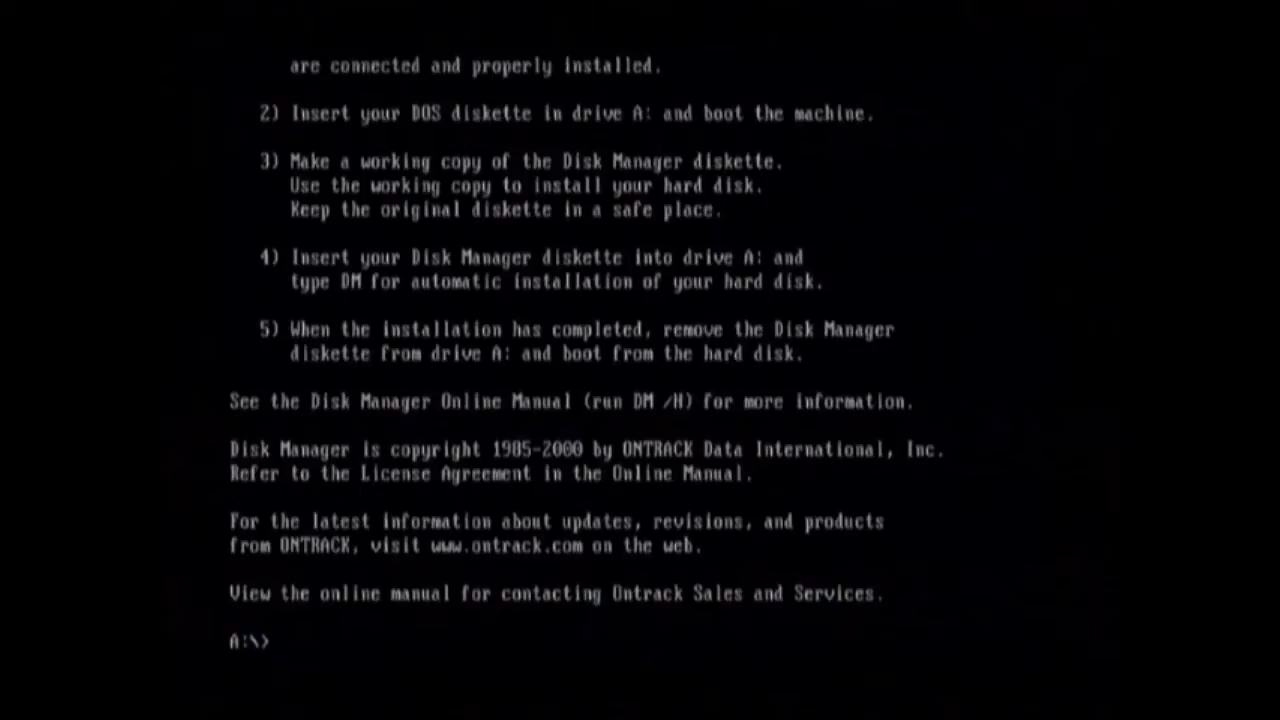 are connected and properly installed.
2) Insert your DOS diskette in drive A: and boot the machine.
3) Make a working copy of the Disk Manager diskette.
Use the working copy to install your hard disk.
Keep the original diskette in a safe place.
4) Insert your Disk Manager diskette into drive A: and
type DM for automatic installation of your hard disk.
5) When the installation has completed, remove the Disk Manager
diskette from drive A: and boot from the hard disk.
See the Disk Manager Online Manual (run DM /H) for more information.
Disk Manager is copyright 1985-2000 by ONTRACK Data International, Inc.
Refer to the License Agreement in the Online Manual.
For the latest information about updates, revisions, and products
from ONTRACK, visit www.ontrack.com on the web.
View the online manual for contacting Ontrack Sales and Services.
A:\>